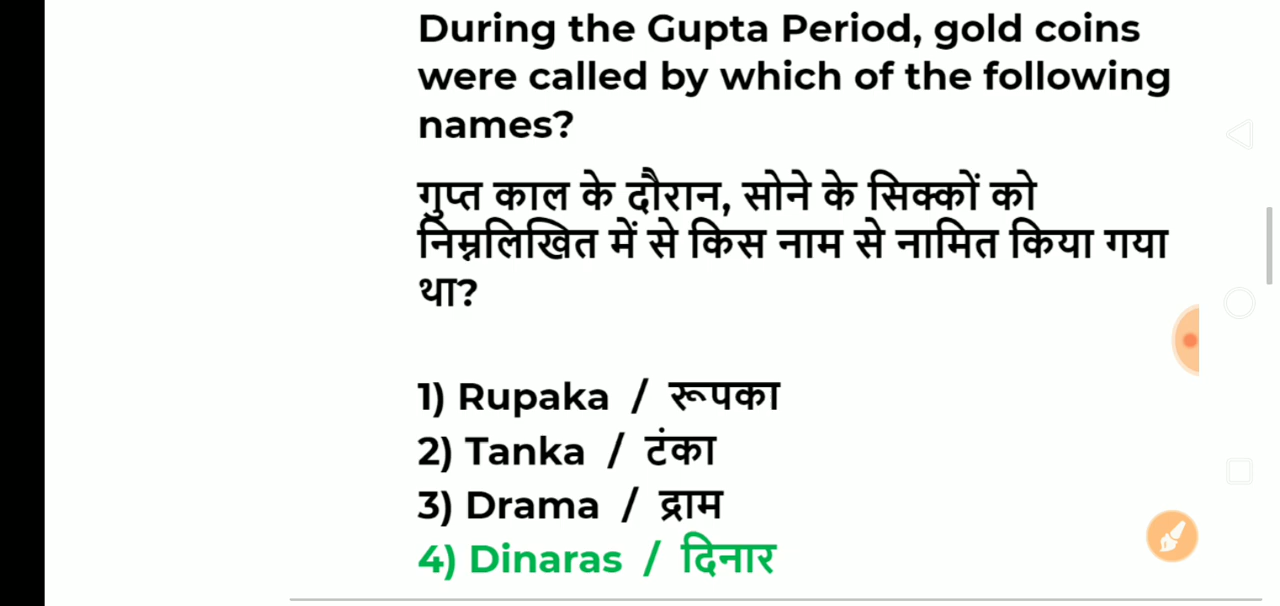 During the Gupta Period, gold coins
were called by which of the following
names?
गुप्त काल के दौरान, सोने के सिक्कों को
निम्नलिखित में से किस नाम से नामित किया गया
था?
1) Rupaka / रूपका
2) Tanka / टंका
3) Drama / द्राम
4) Dinaras / दिनार